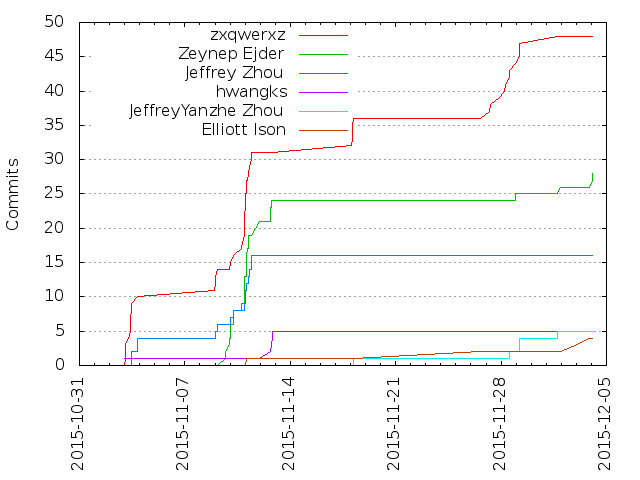 50
45
40
35
30
25
20
15
10
5
0
Commits
zxqwerxz
Zeynep Ejder
Jeffrey Zhou
hwangks
JeffreyYanzhe Zhou
Elliott Ison
2015-10-31
2015-11-07
2015-11-14
2015-11-21
2015-11-28
2015-12-05